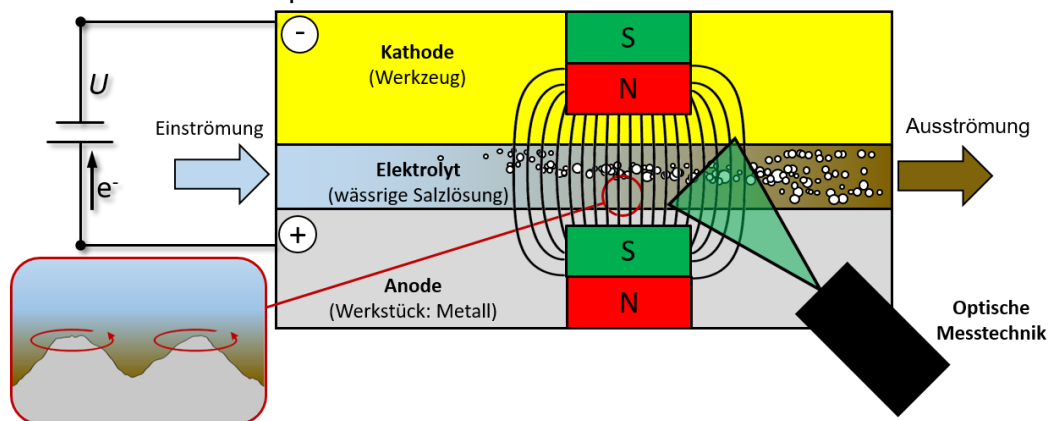 -
Kathode
(Werkzeug)
S
N
U
Einströmung
Ausströmung
Elektrolyt
(wässrige Salzlösung)
e-
+
S
N
Anode
(Werkstück: Metall)
Optische
Messtechnik